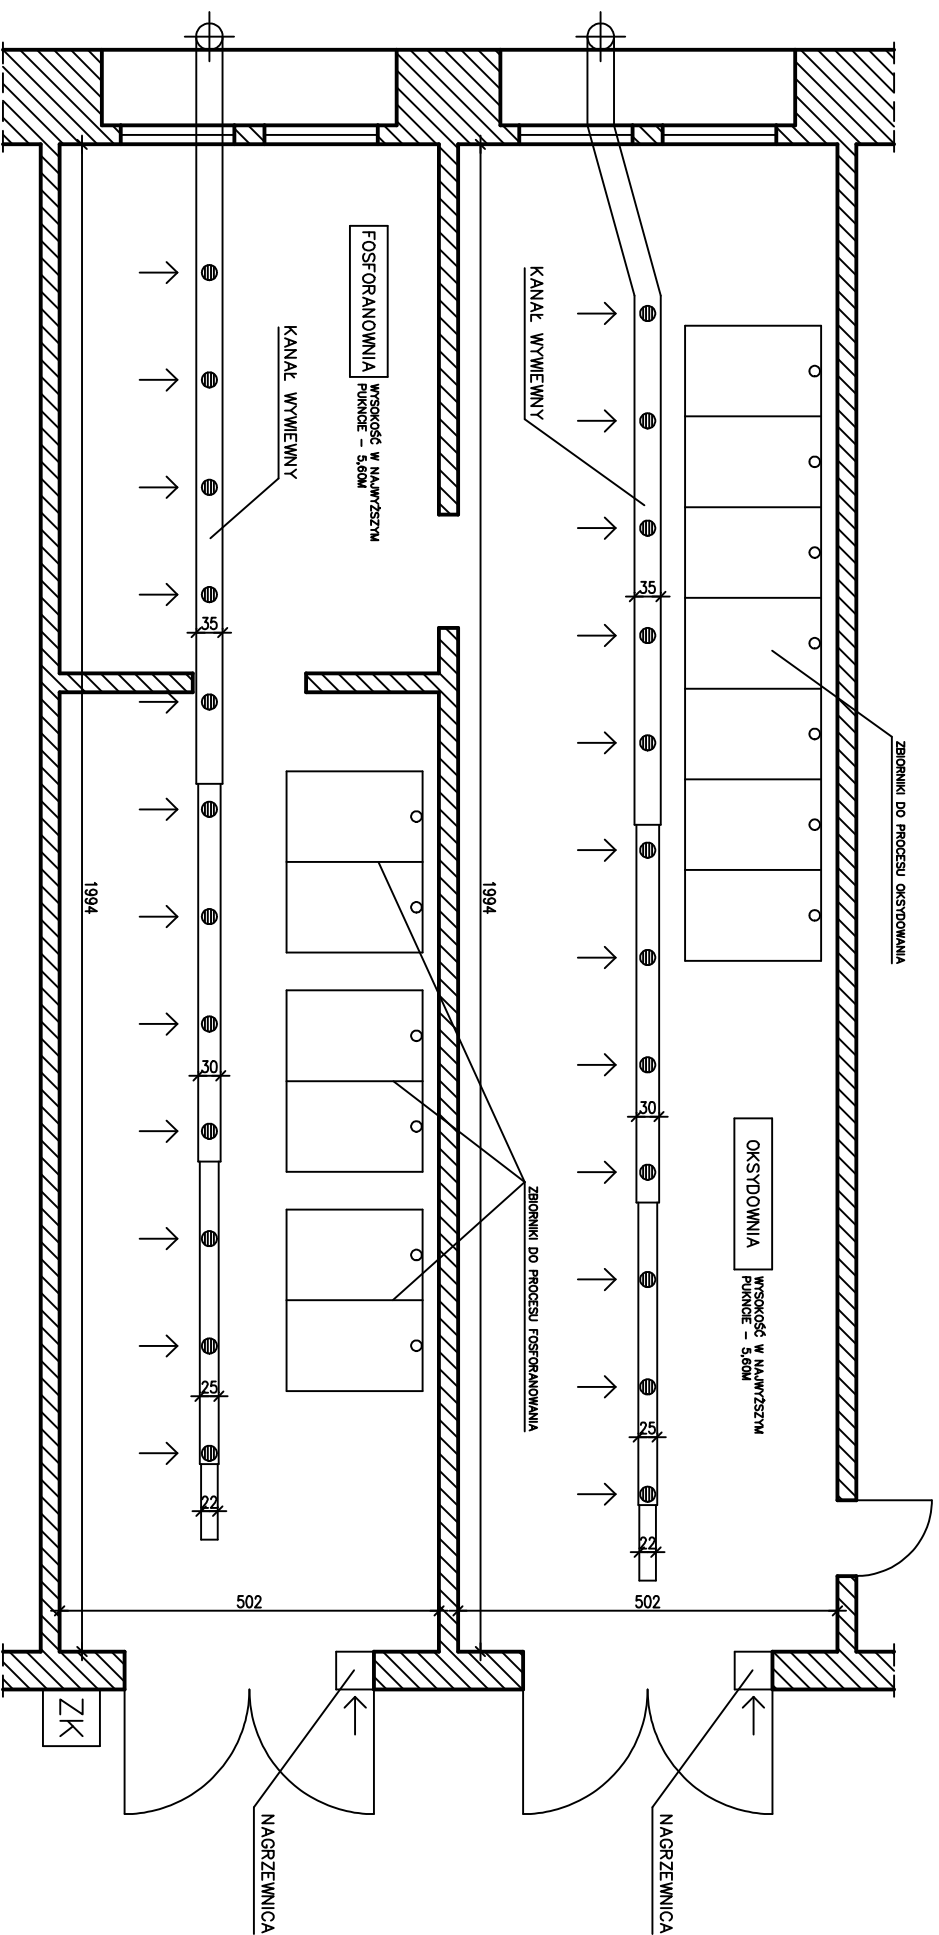 ZBIORNIKI DO PROCESU OKSYDOWANIA
OKSYDOWNIA
WYSOKOŚĆ W NAJWYŻSZYM
PUKNCIE – 5,60M
KANAŁ WYWIEWNY
35
30
25
22
502
NAGRZEWNICA
1994
ZBIORNIKI DO PROCESU FOSFORANOWANIA
FOSFORANOWNIA
WYSOKOŚĆ W NAJWYŻSZYM
PUKNCIE – 5,60M
KANAŁ WYWIEWNY
35
30
25
22
502
NAGRZEWNICA
1994
ZK